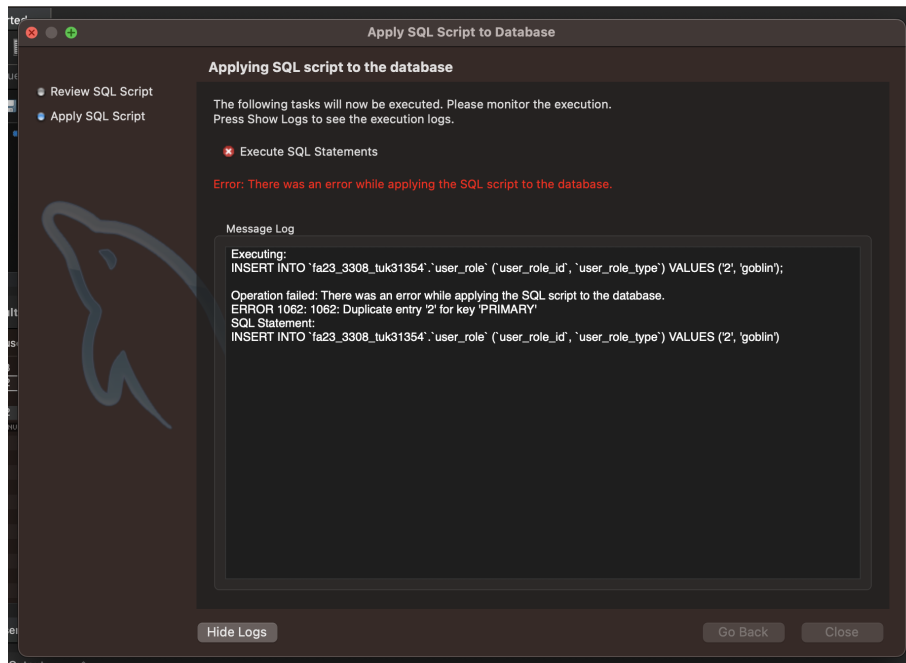 rted
Apply SQL Script to Database
Applying SQL script to the database
Review SQL Script
Apply SQL Script
The following tasks will now be executed. Please monitor the execution.
Press Show Logs to see the execution logs.
Execute SQL Statements
Error: There was an error while applying the SQL script to the database.
Message Log
Executing:
INSERT INTO `fa23_3308_tuk31354`.`user_role` (`user_role_id`, `user_role_type`) VALUES ('2', 'goblin');
Operation failed: There was an error while applying the SQL script to the database.
ERROR 1062: 1062: Duplicate entry '2' for key 'PRIMARY'
SQL Statement:
INSERT INTO `fa23_3308_tuk31354`.`user_role` (`user_role_id`, `user_role_type`) VALUES ('2', 'goblin')
Hide Logs
Go Back
Close